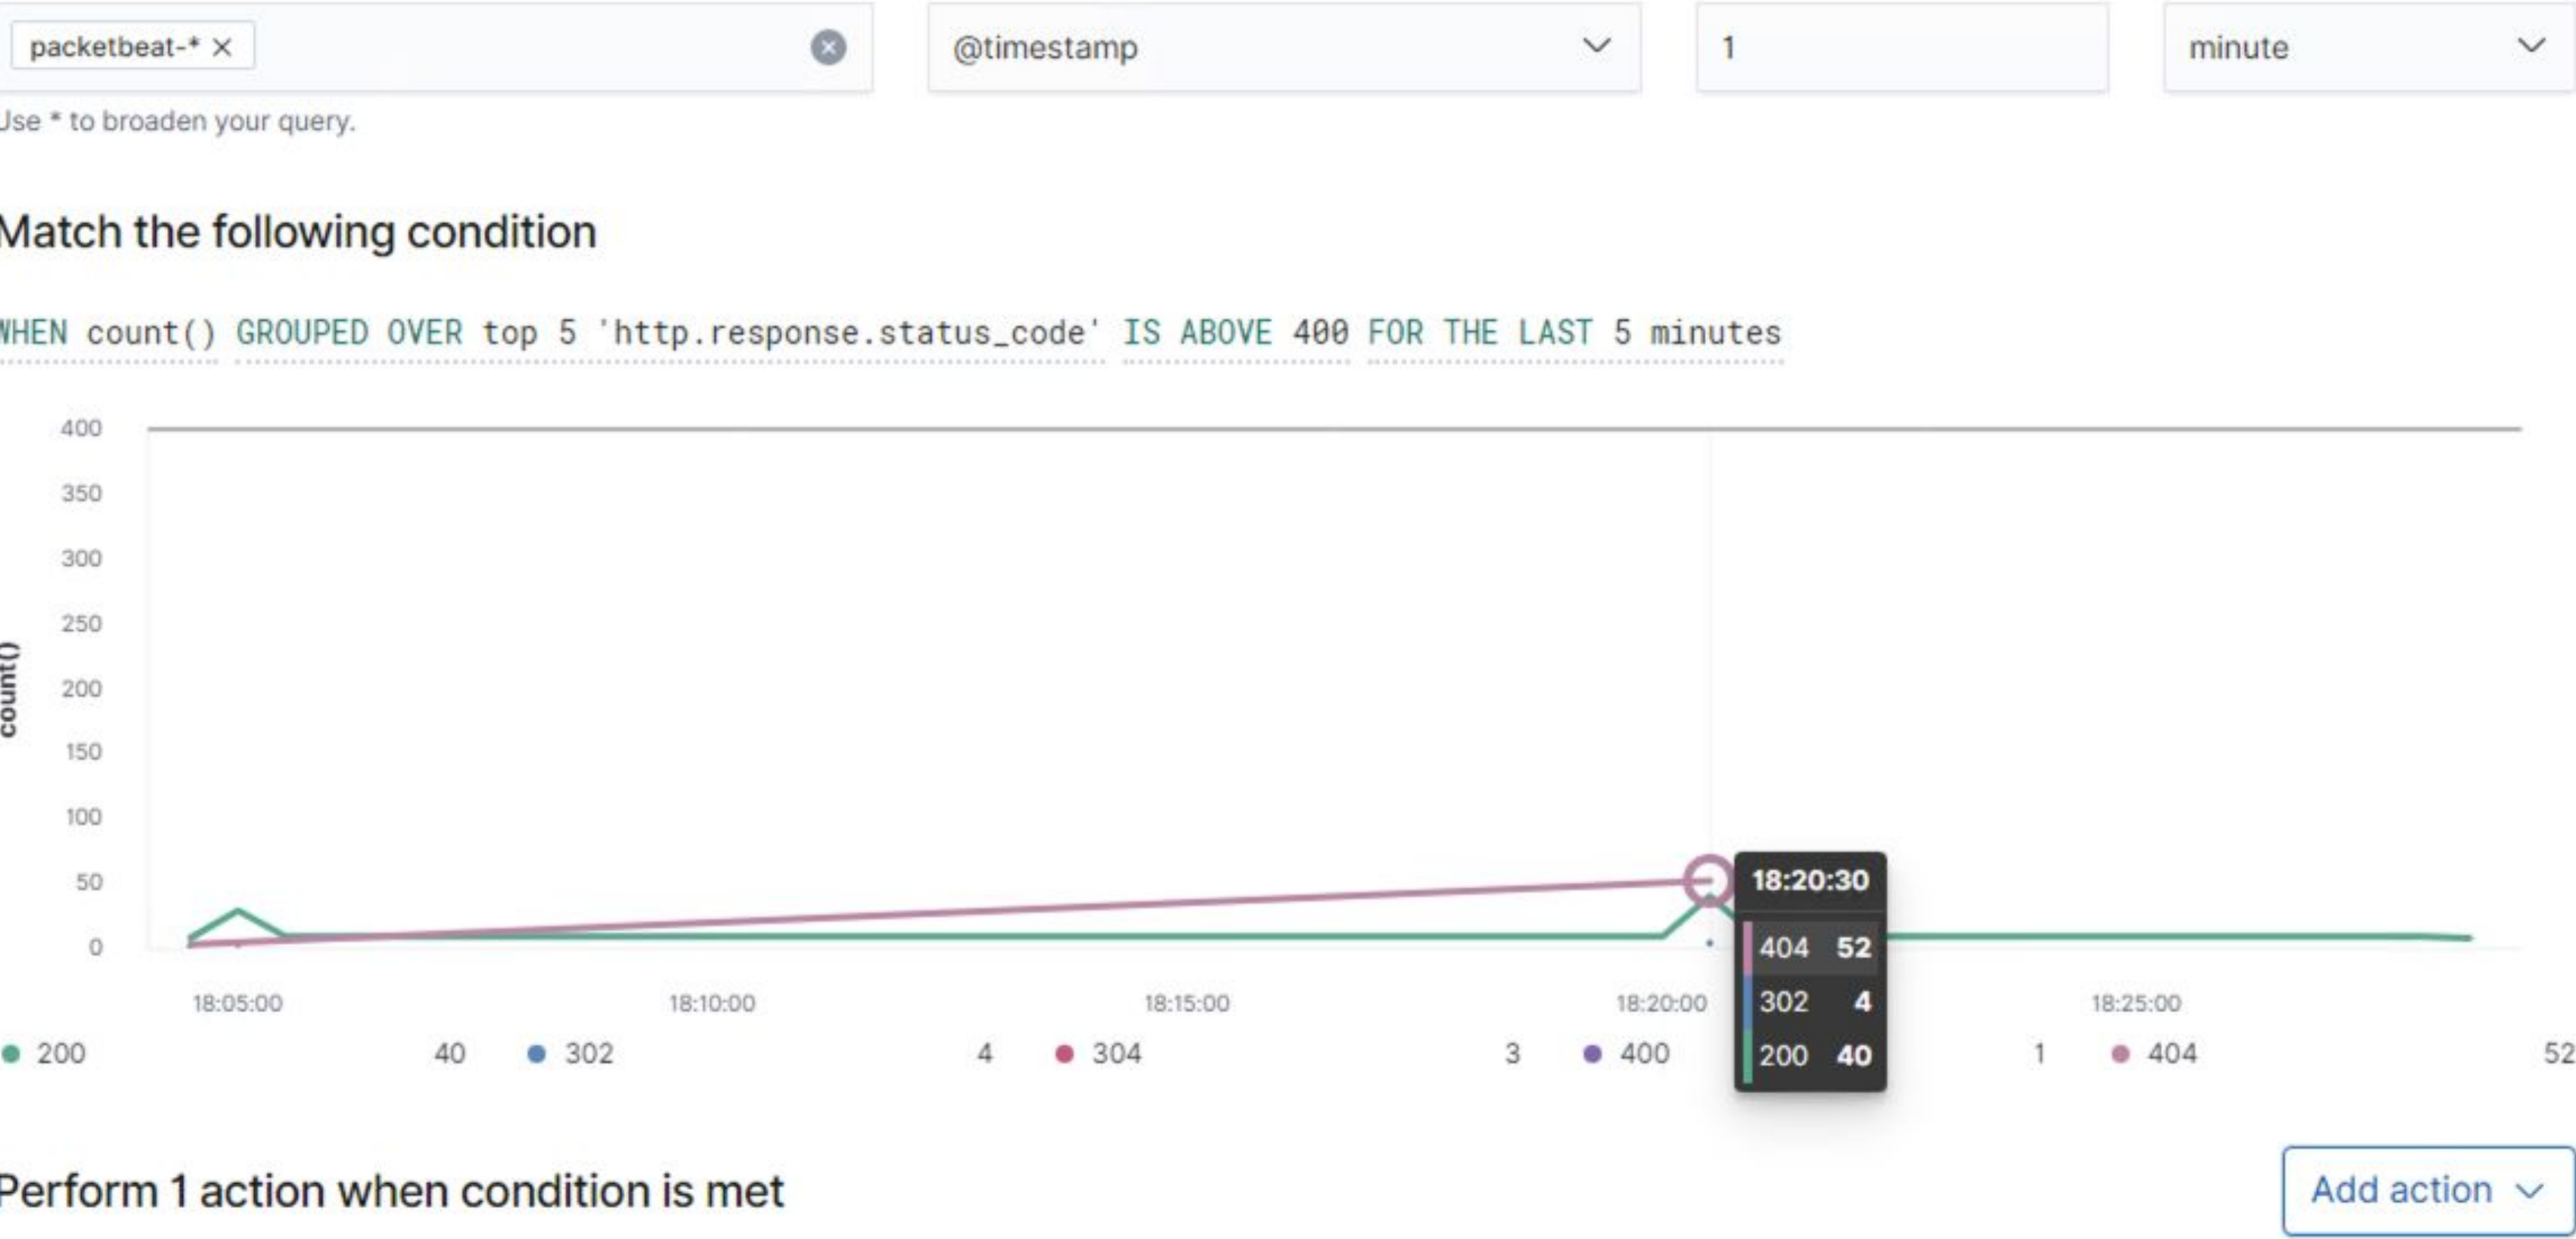 packetbeat-* ×
@timestamp
1
minute
Use * to broaden your query.
Match the following condition
WHEN count() GROUPED OVER top 5 'http.response.status_code' IS ABOVE 400 FOR THE LAST 5 minutes
400
350
300
250
200
150
100
50
0
count()
18:05:00 18:10:00 18:15:00 18:20:00 18:25:00
18:20:30
404 52
302 4
200 40
200 40 302 4 304 3 400 1 404 52
Perform 1 action when condition is met
Add action